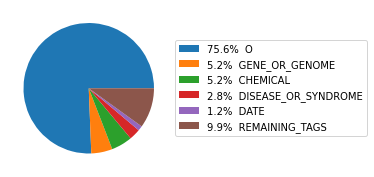 75.6% O
5.2% GENE_OR_GENOME
5.2% CHEMICAL
2.8% DISEASE_OR_SYNDROME
1.2% DATE
9.9% REMAINING_TAGS